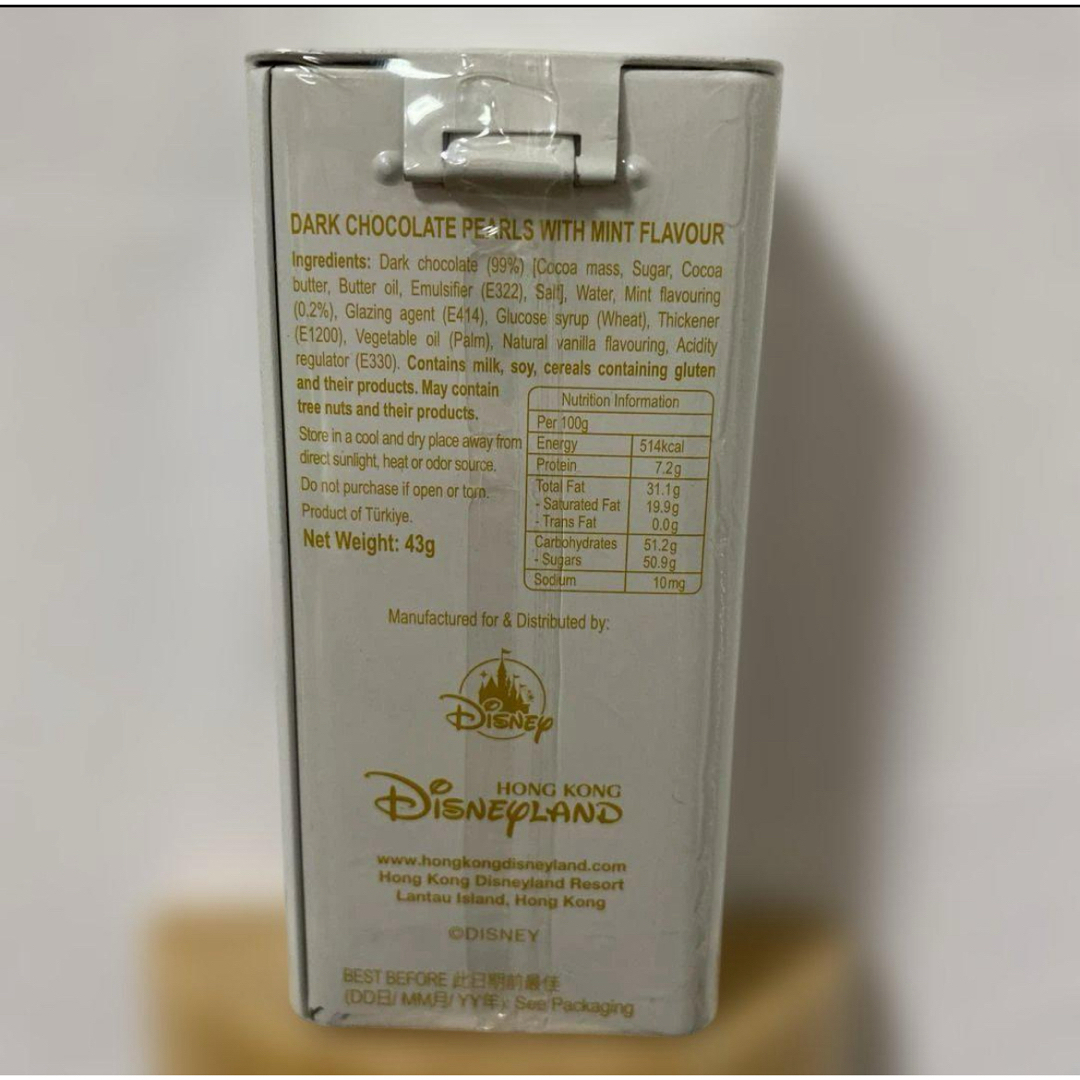 DARK CHOCOLATE PEARLS WITH MINT FLAVOUR
Ingredients: Dark chocolate (99%) [Cocoa mass, Sugar, Cocoa
butter, Butter oil, Emulsifier (E322), Salt], Water, Mint flavouring
(0.2%), Glazing agent (E414), Glucose syrup (Wheat), Thickener
(E1200), Vegetable oil (Palm), Natural vanilla flavouring, Acidity
regulator (E330). Contains milk, soy, cereals containing gluten
and their products. May contain
tree nuts and their products.
Store in a cool and dry place away from
direct sunlight, heat or odor source.
Do not purchase if open or torn.
Product of Türkiye.
Net Weight: 43g
Nutrition Information
Per 100g
Energy 514kcal
Protein 7.2g
Total Fat 31.1g
- Saturated Fat 19.9g
- Trans Fat 0.0g
Carbohydrates 51.2g
- Sugars 50.9g
Sodium 10mg
Manufactured for & Distributed by:
DISNEY
HONG KONG
DISNEYLAND
www.hongkongdisneyland.com
Hong Kong Disneyland Resort
Lantau Island, Hong Kong
©DISNEY
BEST BEFORE 此日期前最佳
(DD日/ MM月/ YY年): See Packaging